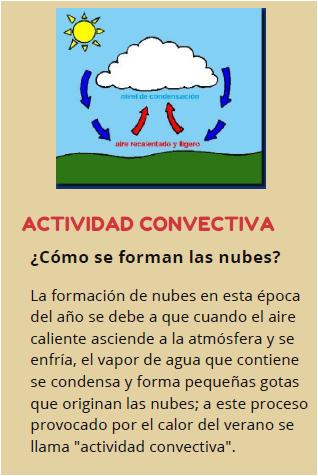 nivel de condensación
aire recalentado y ligero
ACTIVIDAD CONVECTIVA
¿Cómo se forman las nubes?
La formación de nubes en esta época
del año se debe a que cuando el aire
caliente asciende a la atmósfera y se
enfría, el vapor de agua que contiene
se condensa y forma pequeñas gotas
que originan las nubes; a este proceso
provocado por el calor del verano se
llama "actividad convectiva".